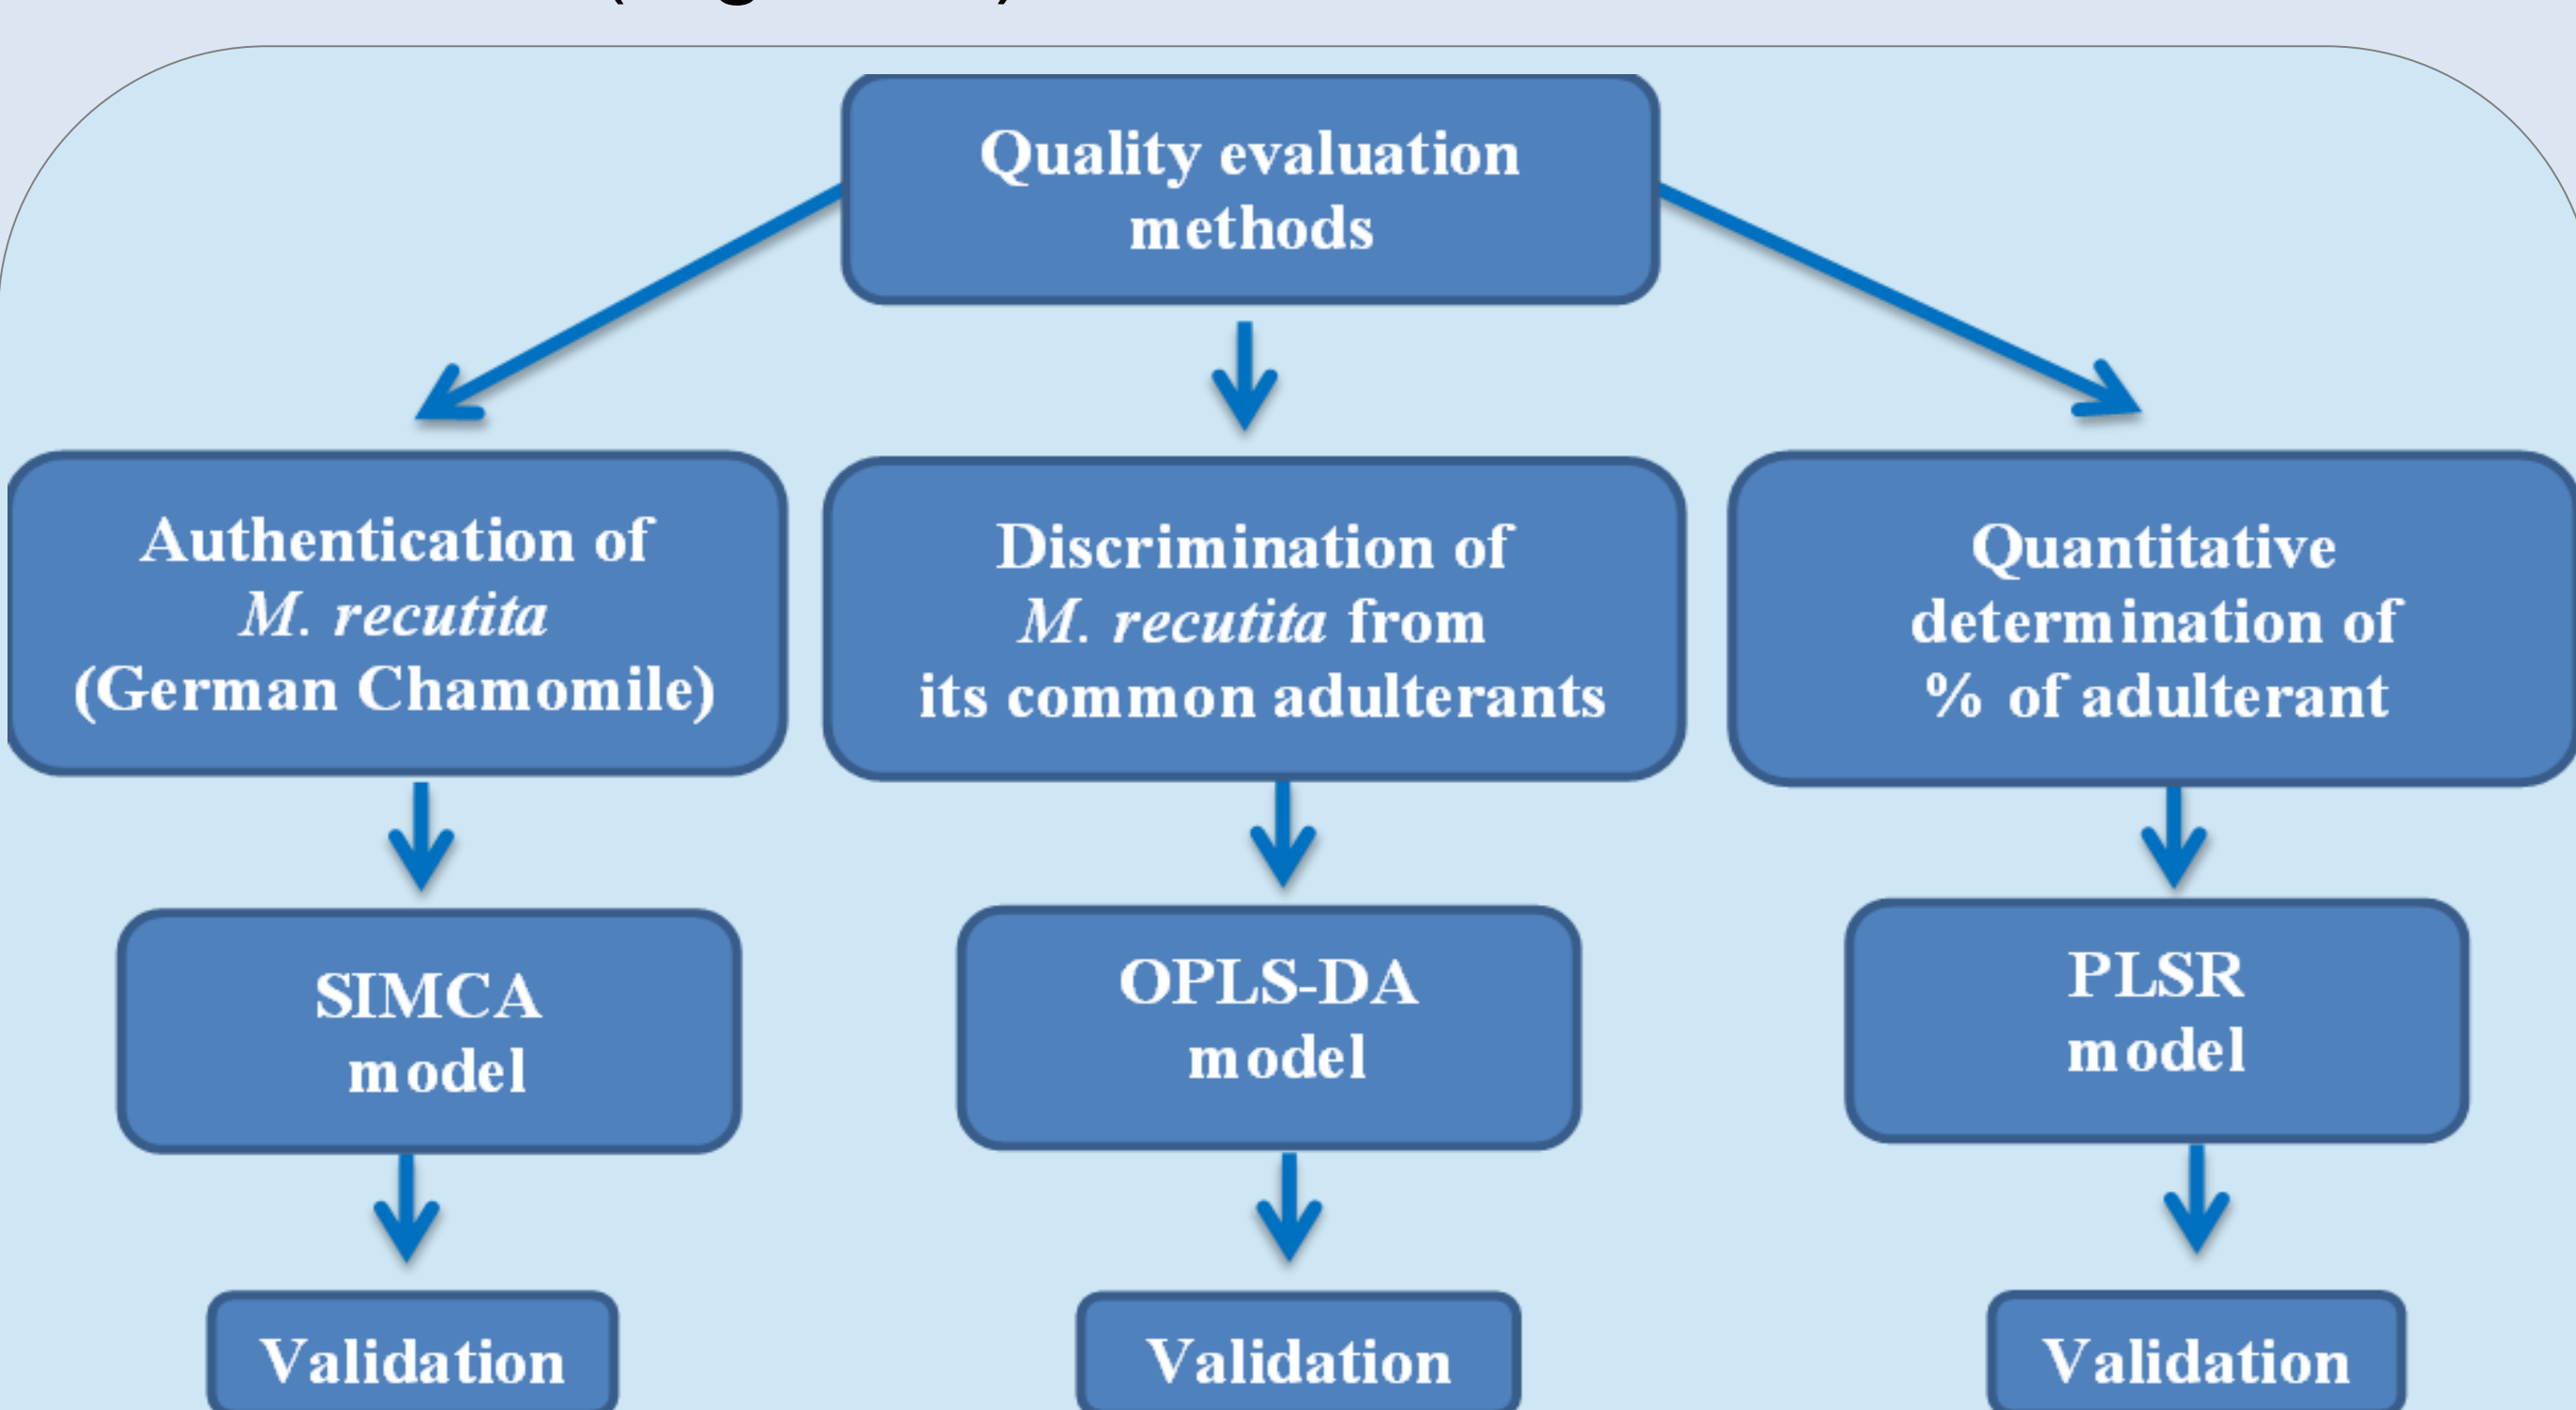 Quality evaluation
methods
Authentication of
M. recutita
(German Chamomile)
Discrimination of
M. recutita from
its common adulterants
Quantitative
determination of
% of adulterant
SIMCA
model
OPLS-DA
model
PLSR
model
Validation
Validation
Validation